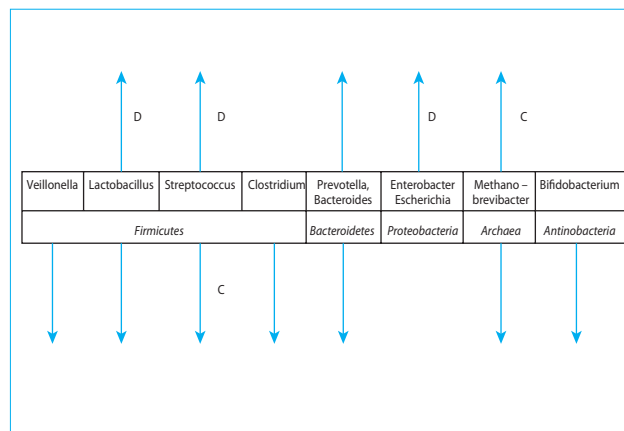 D
D
D
C
Veillonella
Lactobacillus
Streptococcus
Clostridium
Prevotella,
Bacteroides
Enterobacter
Escherichia
Methano –
brevibacter
Bifidobacterium
Firmicutes
Bacteroidetes
Proteobacteria
Archaea
Antinobacteria
C